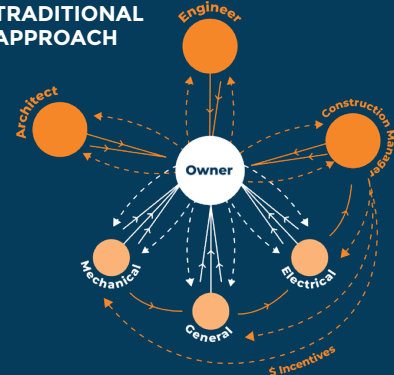 TRADITIONAL
APPROACH
Engineer
Architect
Construction Manager
Owner
Mechanical
Electrical
General
$ Incentives